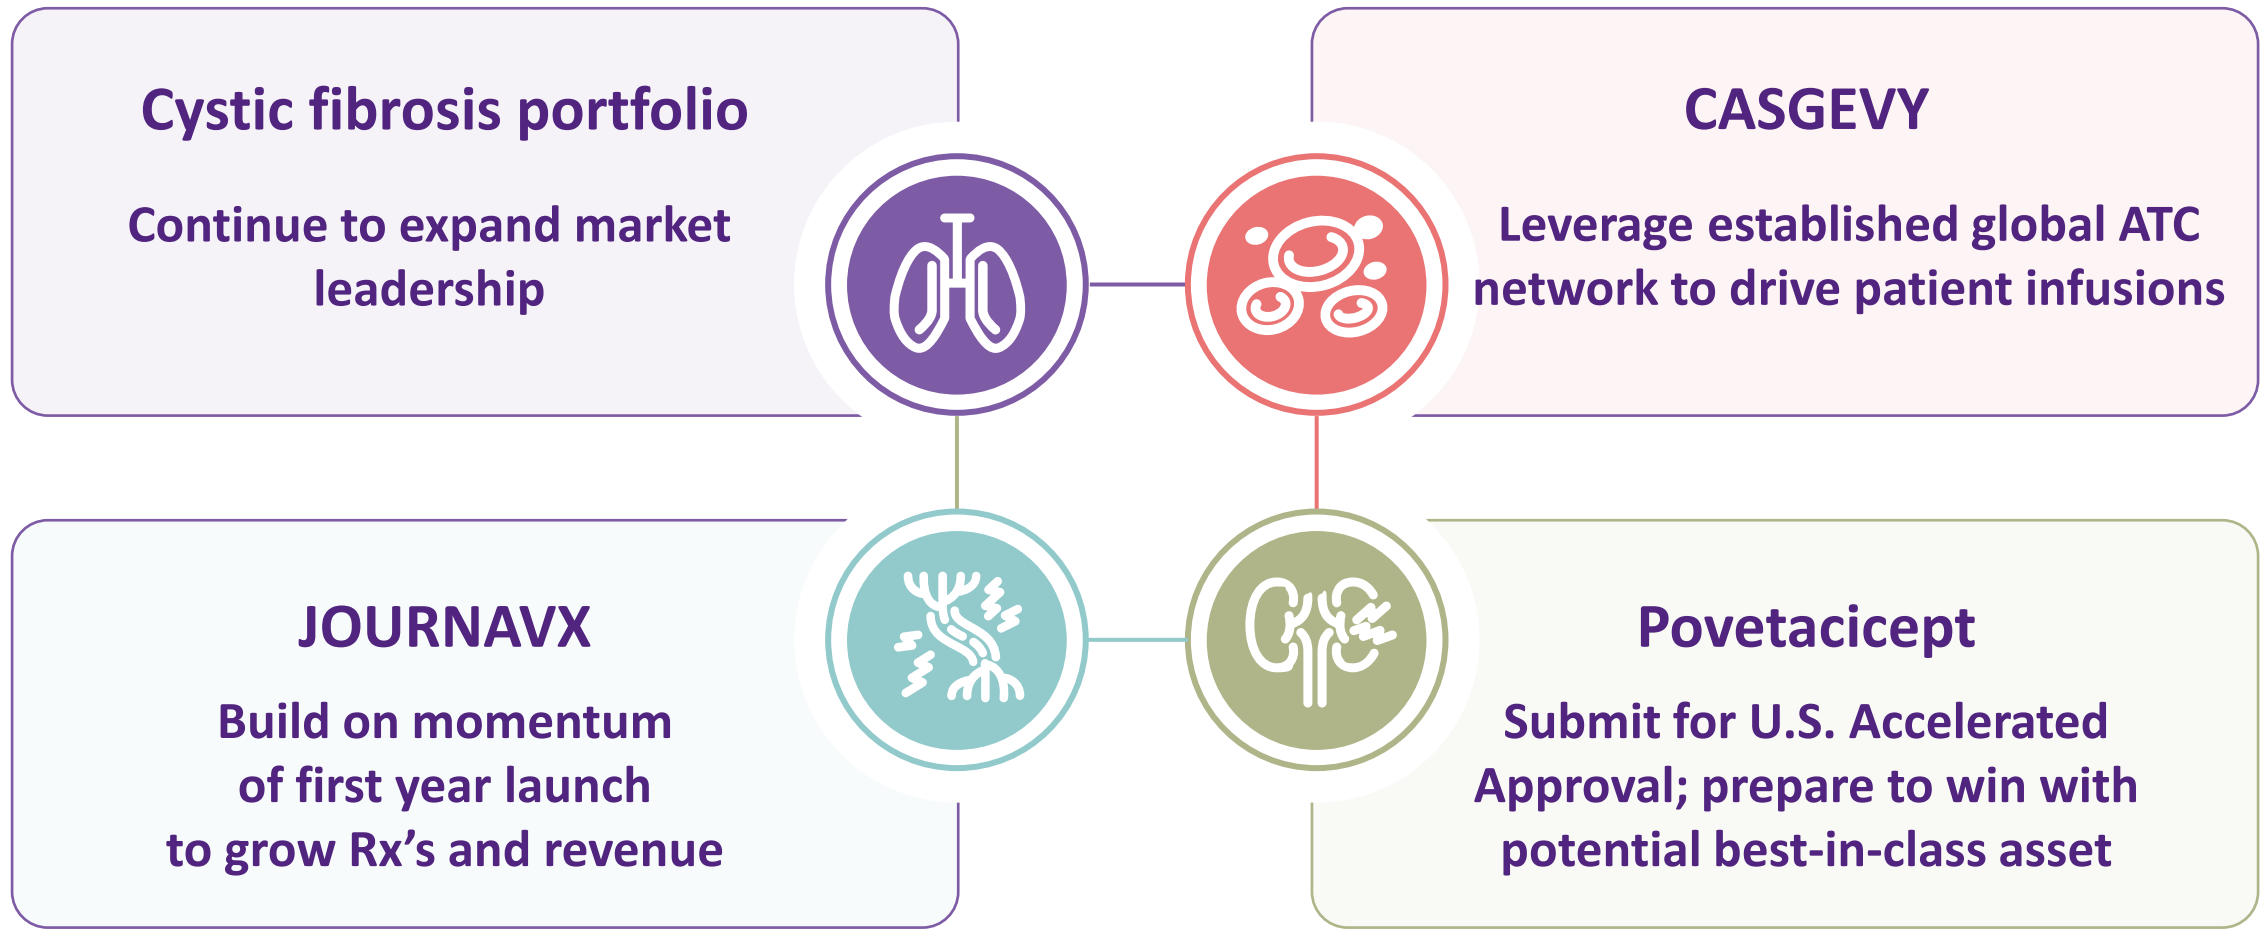 Cystic fibrosis portfolio
Continue to expand market
leadership
CASGEVY
Leverage established global ATC
network to drive patient infusions
JOURNAVX
Build on momentum
of first year launch
to grow Rx’s and revenue
Povetacicept
Submit for U.S. Accelerated
Approval; prepare to win with
potential best-in-class asset